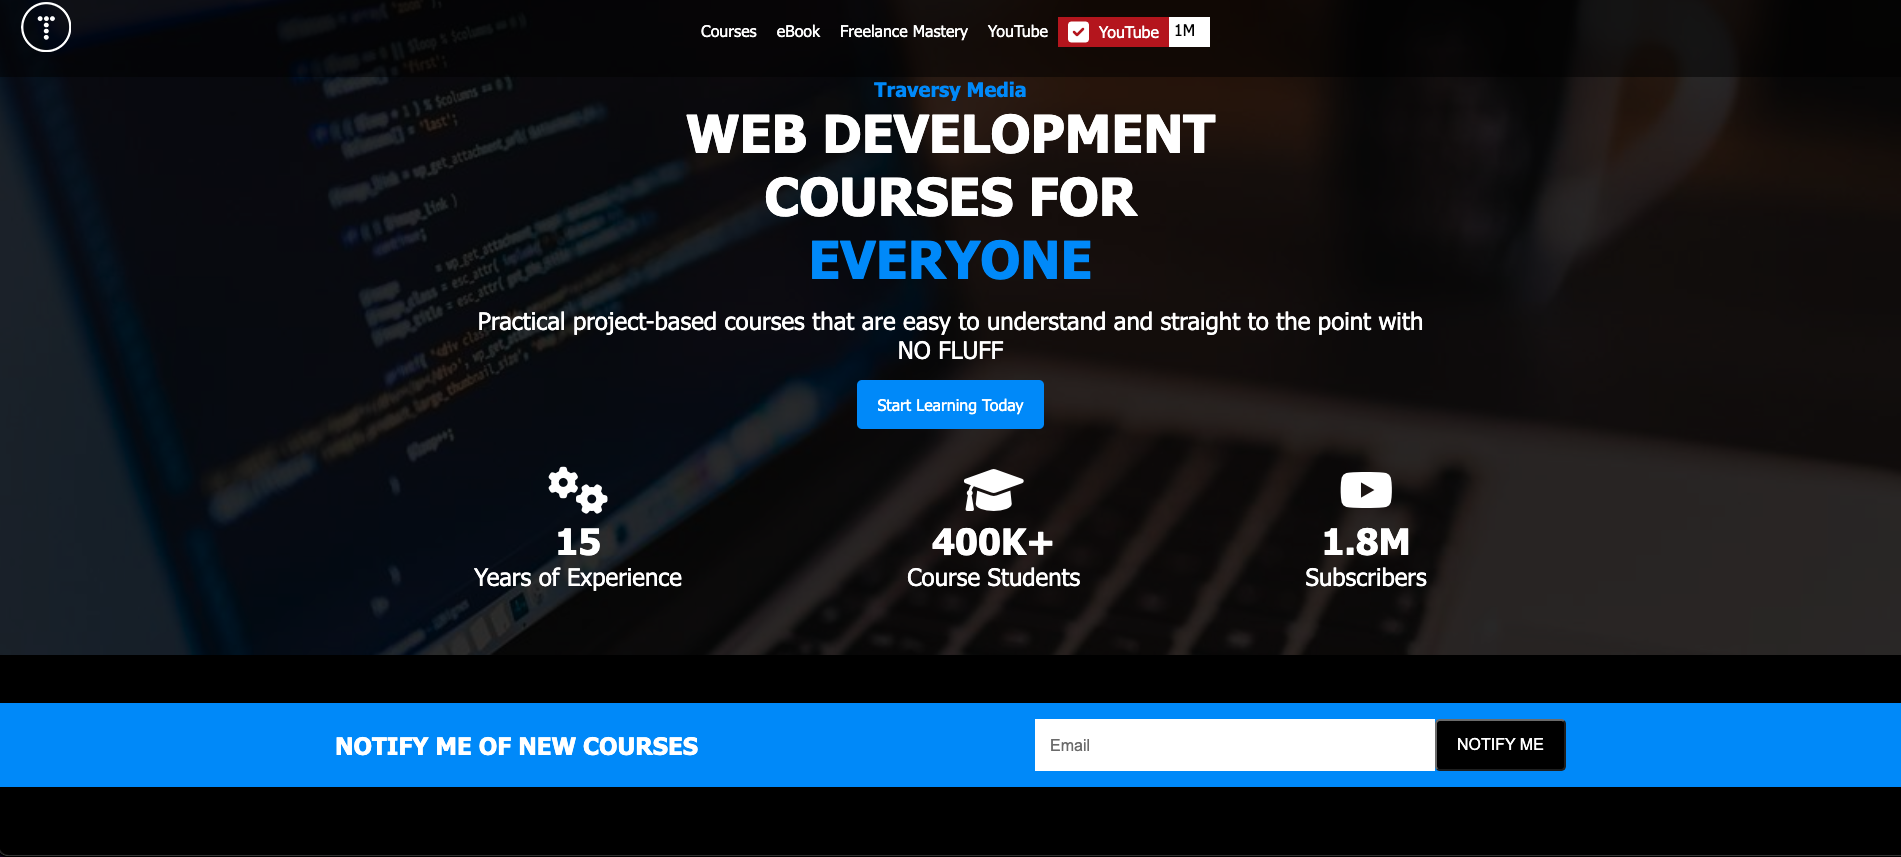 Courses eBook Freelance Mastery YouTube YouTube 1M
Traversy Media
WEB DEVELOPMENT
COURSES FOR
EVERYONE
Practical project-based courses that are easy to understand and straight to the point with
NO FLUFF
Start Learning Today
15
Years of Experience
400K+
Course Students
1.8M
Subscribers
NOTIFY ME OF NEW COURSES
Email
NOTIFY ME